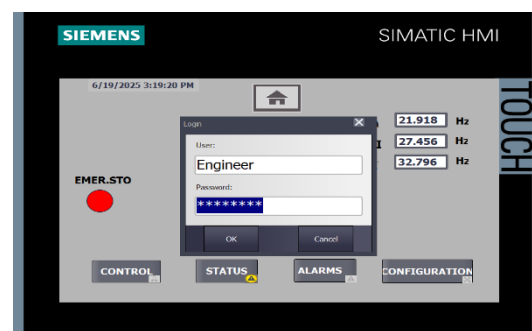 SIEMENS
SIMATIC HMI
TOUCH
6/19/2025 3:19:20 PM
Login
User:
Engineer
Password:
********
OK
Cancel
21.918 Hz
27.456 Hz
32.796 Hz
EMER.STO
CONTROL
STATUS
ALARMS
CONFIGURATION